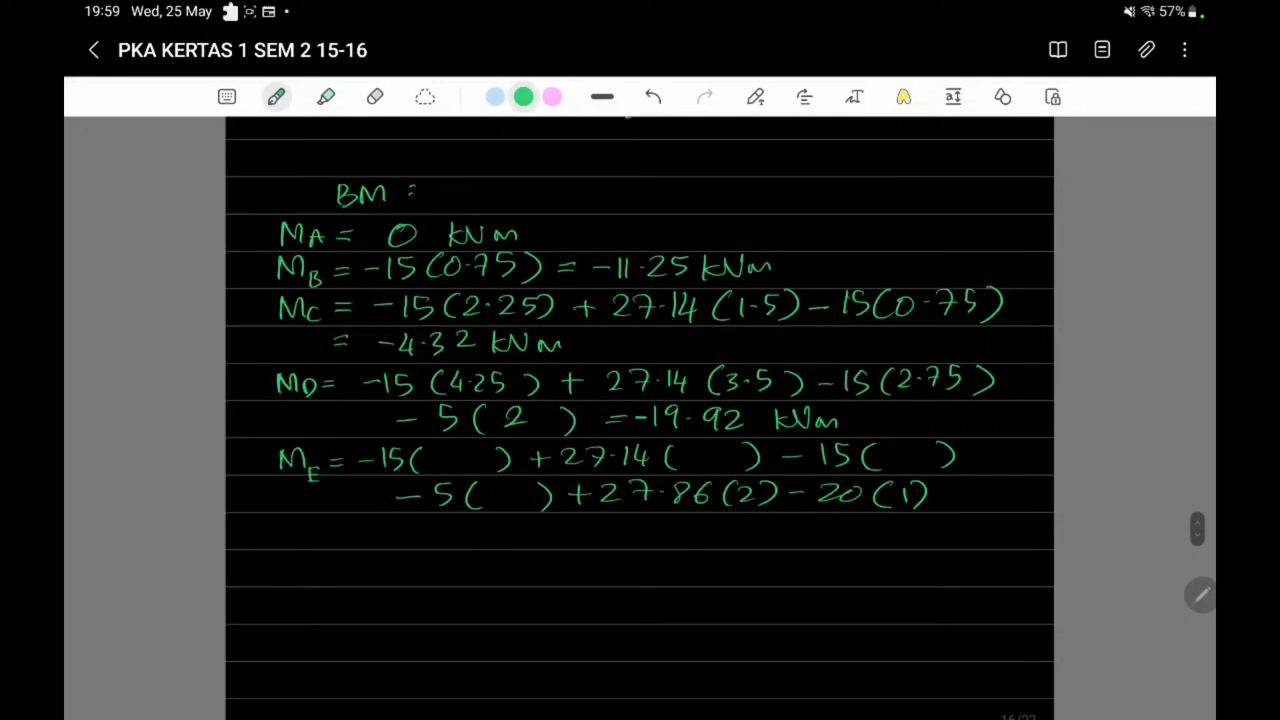 19:59 Wed, 25 May 57%
PKA KERTAS 1 SEM 2 15-16
BM :
MA = 0 kNm
MB = -15(0.75) = -11.25 kNm
MC = -15(2.25) + 27.14(1.5) - 15(0.75)
= -4.32 kNm
MD = -15(4.25) + 27.14(3.5) - 15(2.75)
- 5(2 ) = -19.92 kNm
ME = -15( ) + 27.14( ) - 15( )
- 5( ) + 27.86(2) - 20(1)